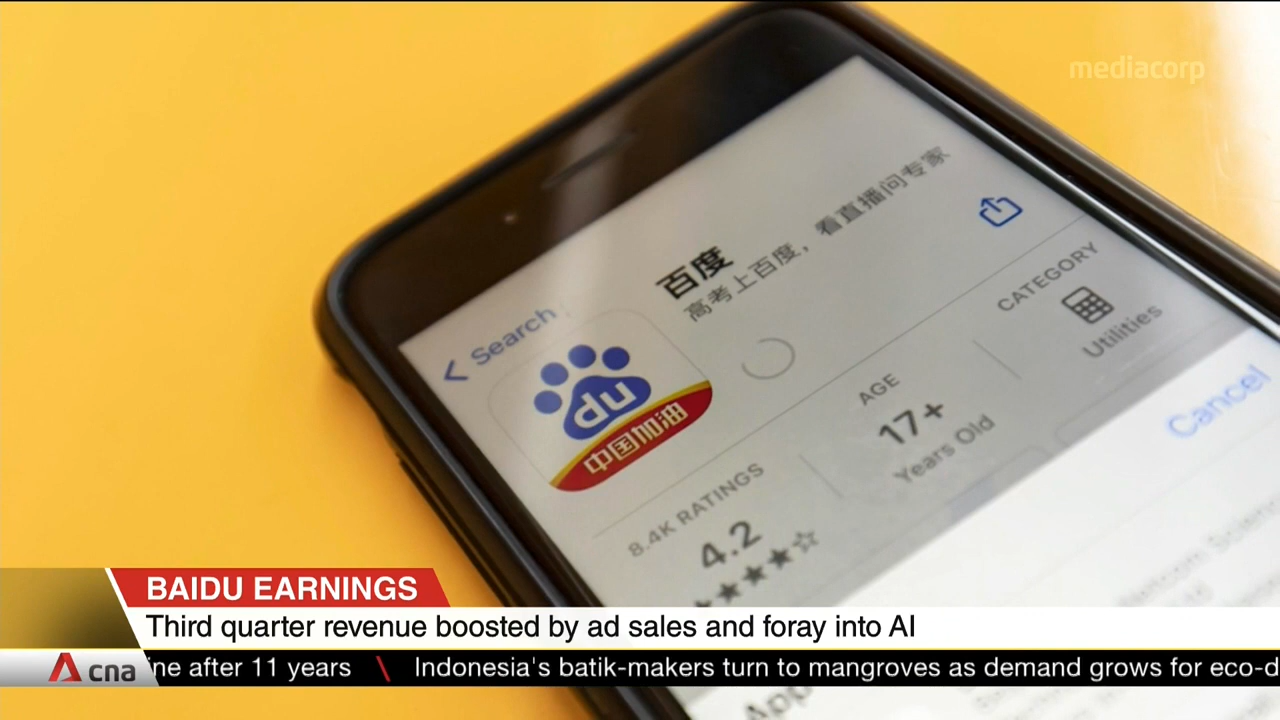 mediacorp
< Search
百度
高考上百度，看直播问专家
du
中国加油
8.4K RATINGS
4.2
★★★★☆
AGE
17+
Years Old
CATEGORY
Utilities
Cancel
BAIDU EARNINGS
Third quarter revenue boosted by ad sales and foray into AI
cna
ine after 11 years \ Indonesia's batik-makers turn to mangroves as demand grows for eco-d